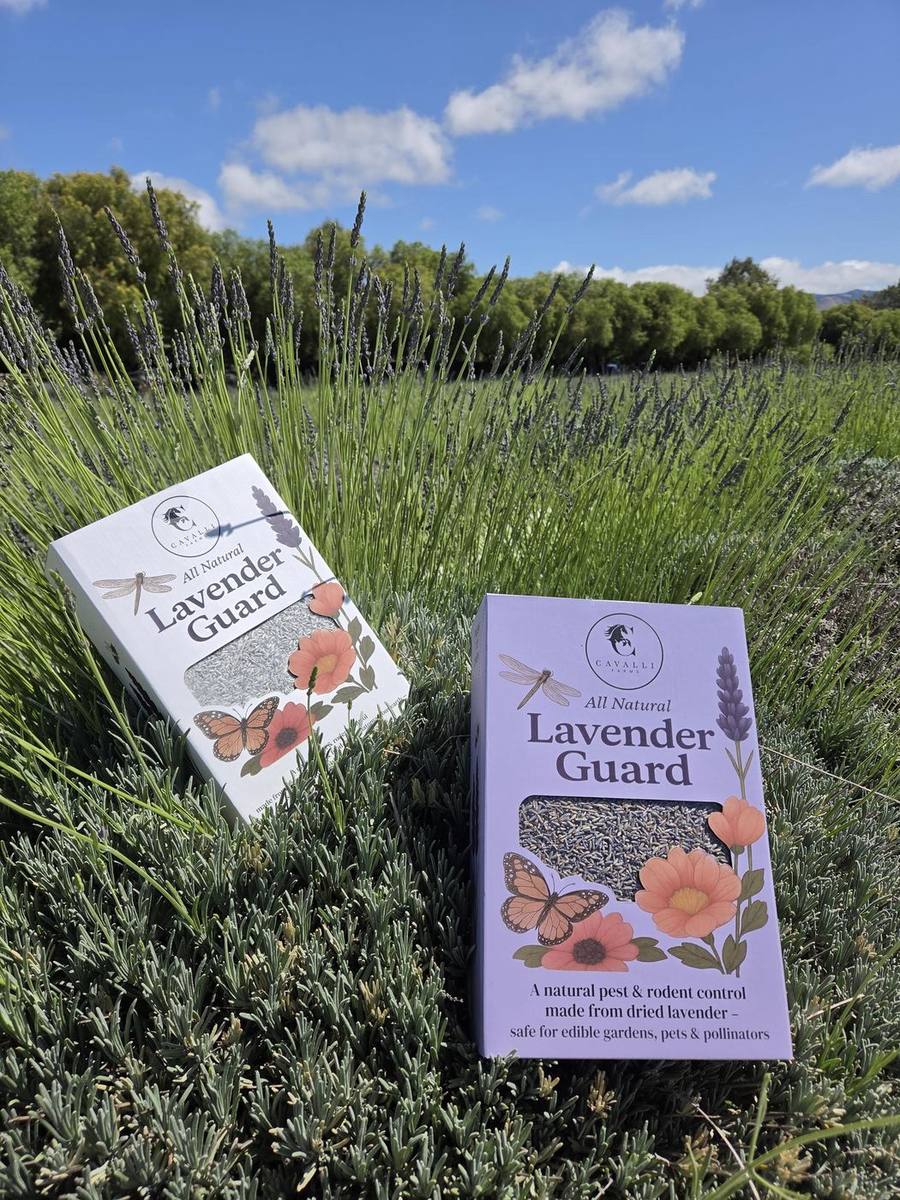 CAVALLI
FARMS
All Natural
Lavender
Guard
CAVALLI
FARMS
All Natural
Lavender
Guard
A natural pest & rodent control
made from dried lavender –
safe for edible gardens, pets & pollinators